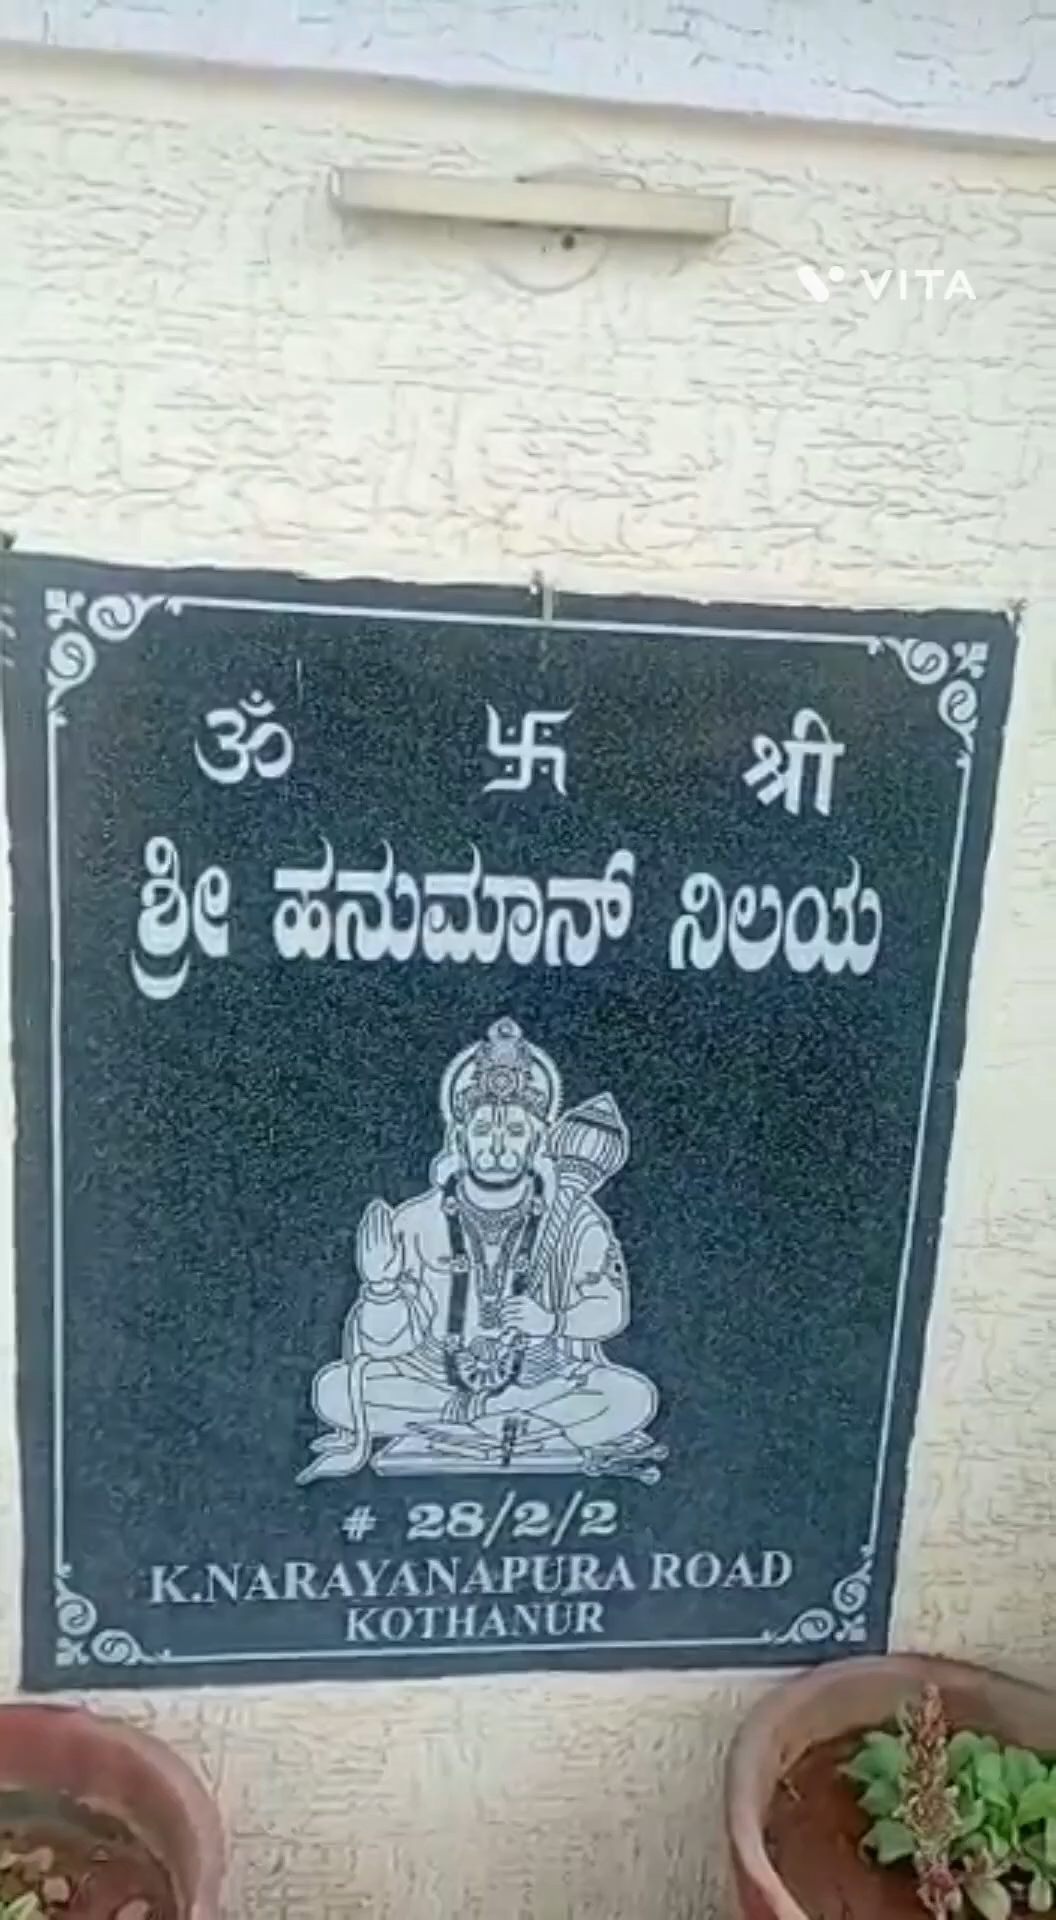 VITA
ॐ 卐 श्री
ಶ್ರೀ ಹನುಮಾನ್ ನಿಲಯ
# 28/2/2
K.NARAYANAPURA ROAD
KOTHANUR